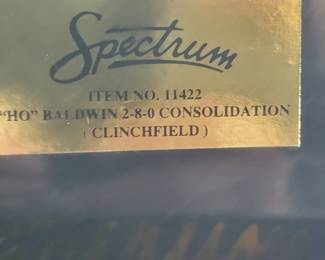 Spectrum
ITEM NO. 11422
"HO" BALDWIN 2-8-0 CONSOLIDATION
( CLINCHFIELD )